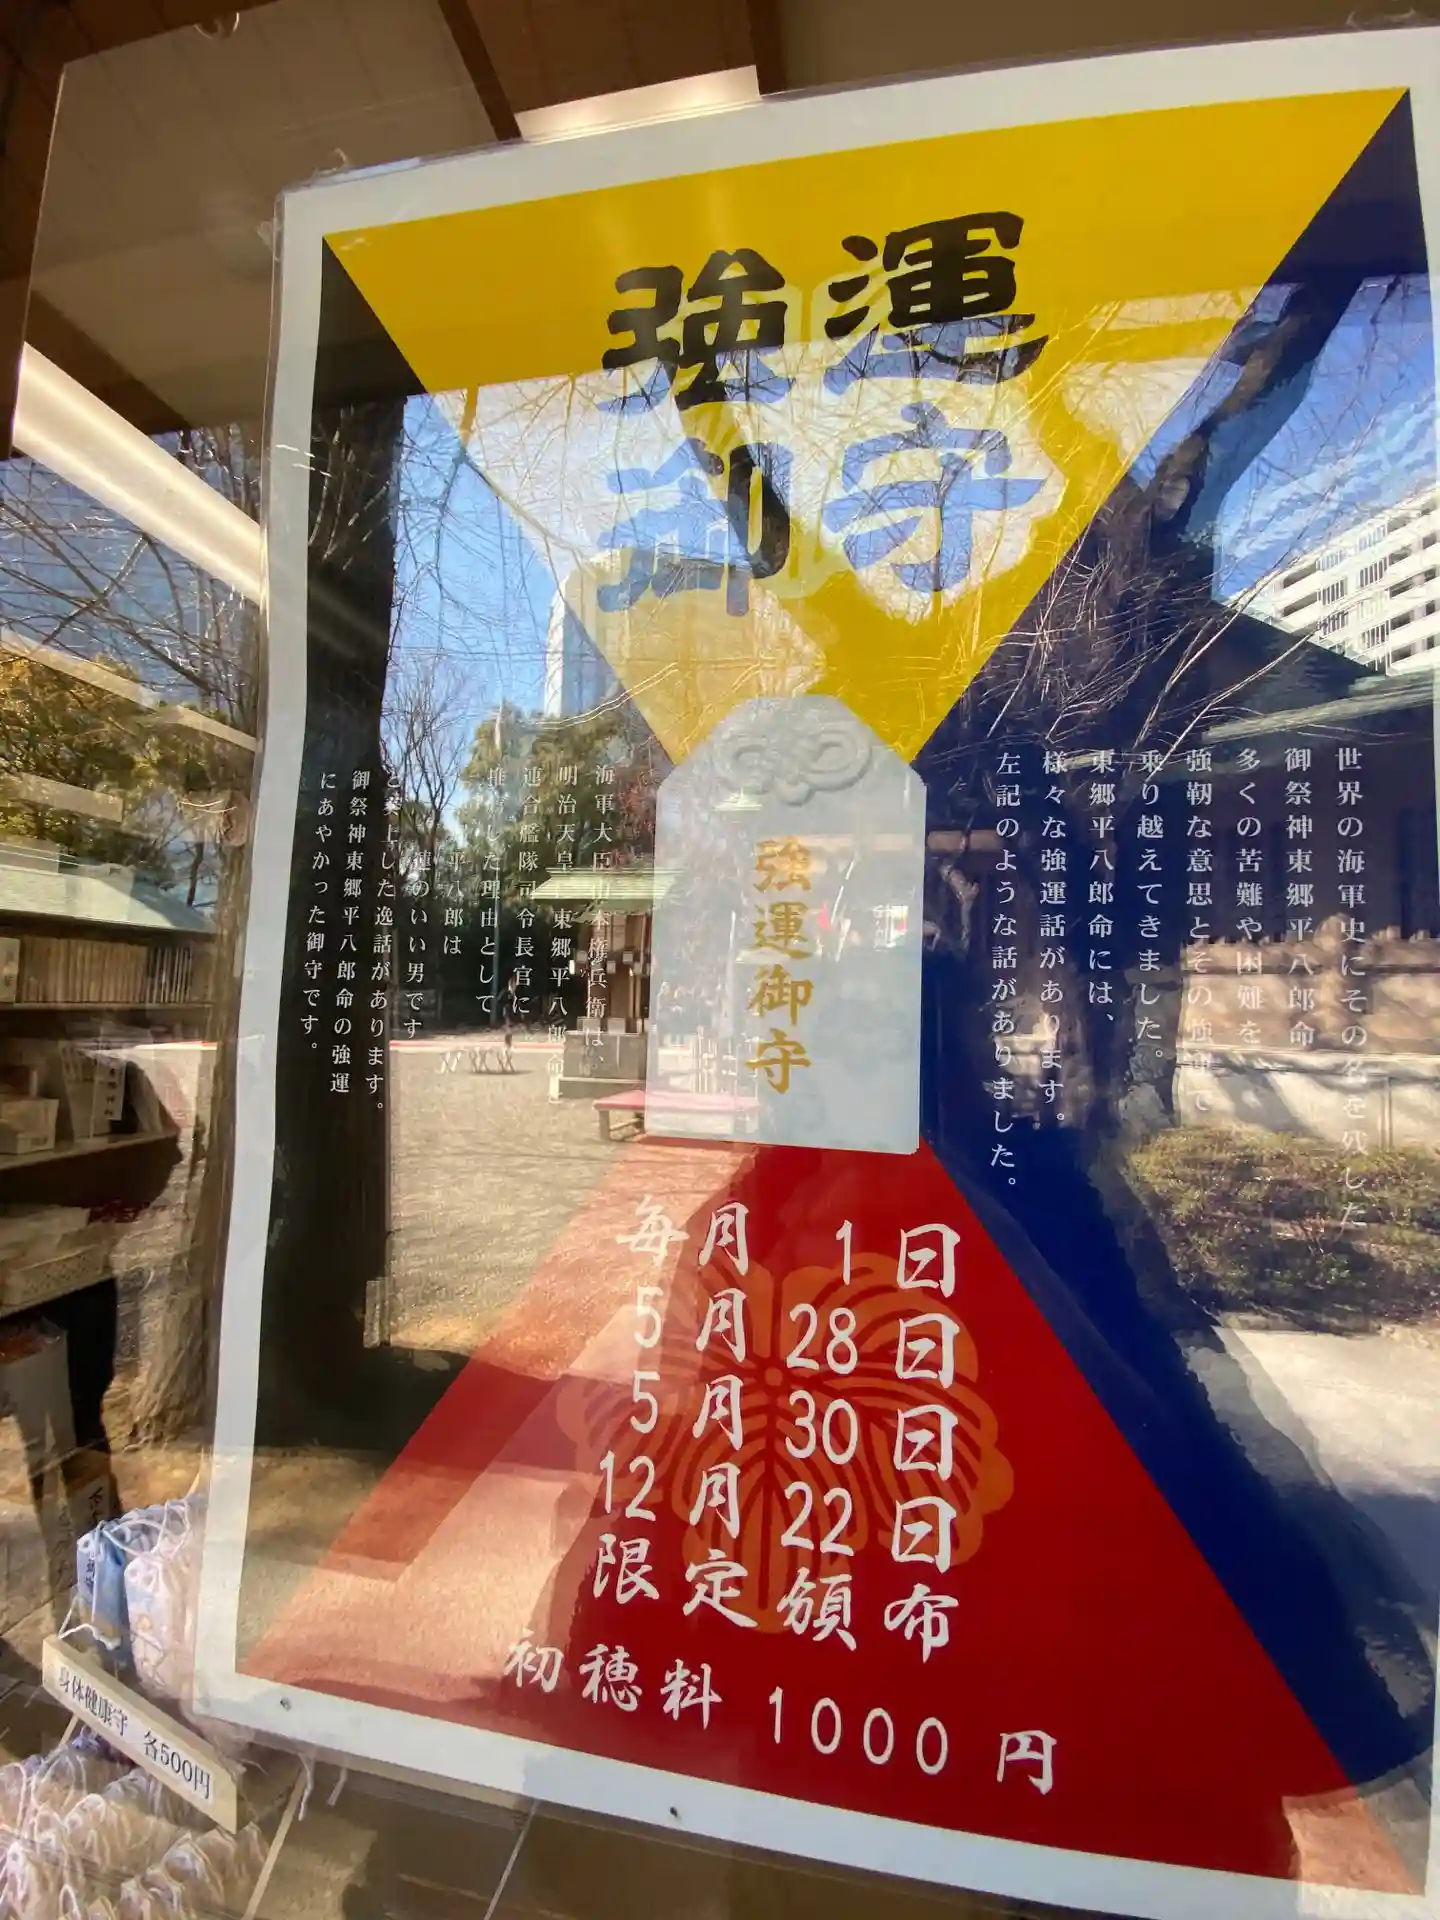 強運
御守
世界の海軍史にその名を残した
御祭神東郷平八郎命
多くの苦難や困難を
強靭な意思とその強運で
乗り越えてきました。
東郷平八郎命には、
様々な強運話があります。
左記のような話がありました。
海軍大臣山本権兵衛は、
明治天皇に東郷平八郎命
連合艦隊司令長官に
推薦した理由として
平八郎は
運のいい男です
と奏上した逸話があります。
御祭神東郷平八郎命の強運
にあやかった御守です。
強運御守
毎月1日
5月28日
5月30日
12月22日
限定頒布
初穂料 1000円
身体健康守 各500円